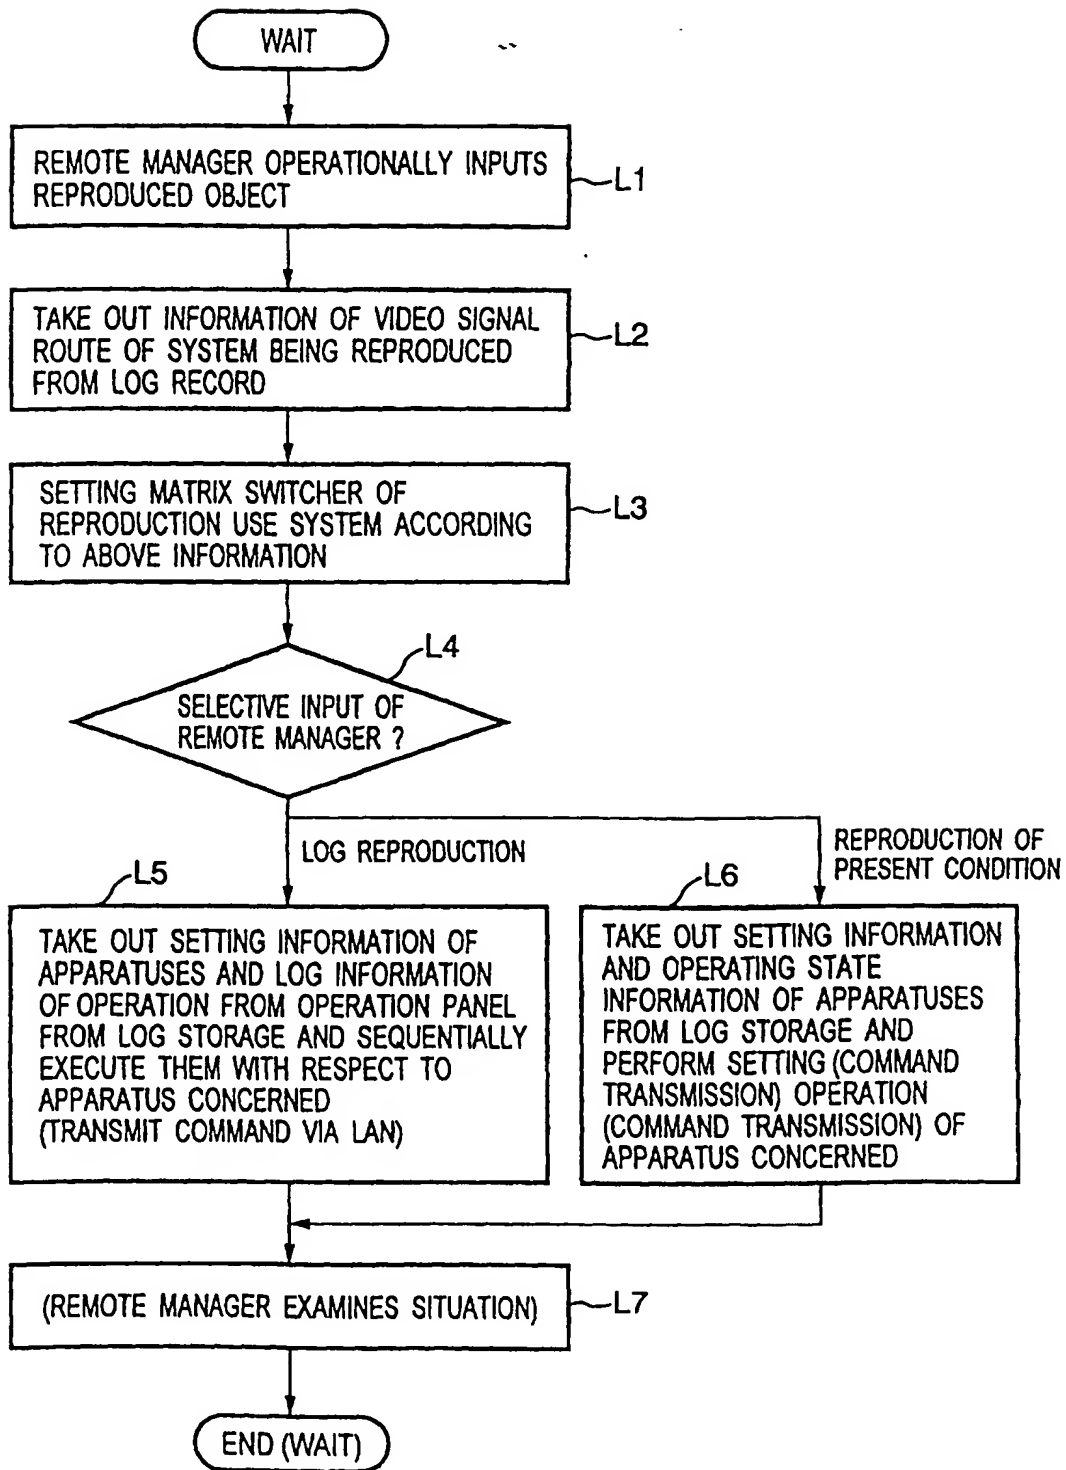 WAIT
REMOTE MANAGER OPERATIONALLY INPUTS
REPRODUCED OBJECT
L1
TAKE OUT INFORMATION OF VIDEO SIGNAL
ROUTE OF SYSTEM BEING REPRODUCED
FROM LOG RECORD
L2
SETTING MATRIX SWITCHER OF
REPRODUCTION USE SYSTEM ACCORDING
TO ABOVE INFORMATION
L3
L4
SELECTIVE INPUT OF
REMOTE MANAGER ?
LOG REPRODUCTION
REPRODUCTION OF
PRESENT CONDITION
L5
TAKE OUT SETTING INFORMATION OF
APPARATUSES AND LOG INFORMATION
OF OPERATION FROM OPERATION PANEL
FROM LOG STORAGE AND SEQUENTIALLY
EXECUTE THEM WITH RESPECT TO
APPARATUS CONCERNED
(TRANSMIT COMMAND VIA LAN)
L6
TAKE OUT SETTING INFORMATION
AND OPERATING STATE
INFORMATION OF APPARATUSES
FROM LOG STORAGE AND
PERFORM SETTING (COMMAND
TRANSMISSION) OPERATION
(COMMAND TRANSMISSION) OF
APPARATUS CONCERNED
(REMOTE MANAGER EXAMINES SITUATION)
L7
END (WAIT)